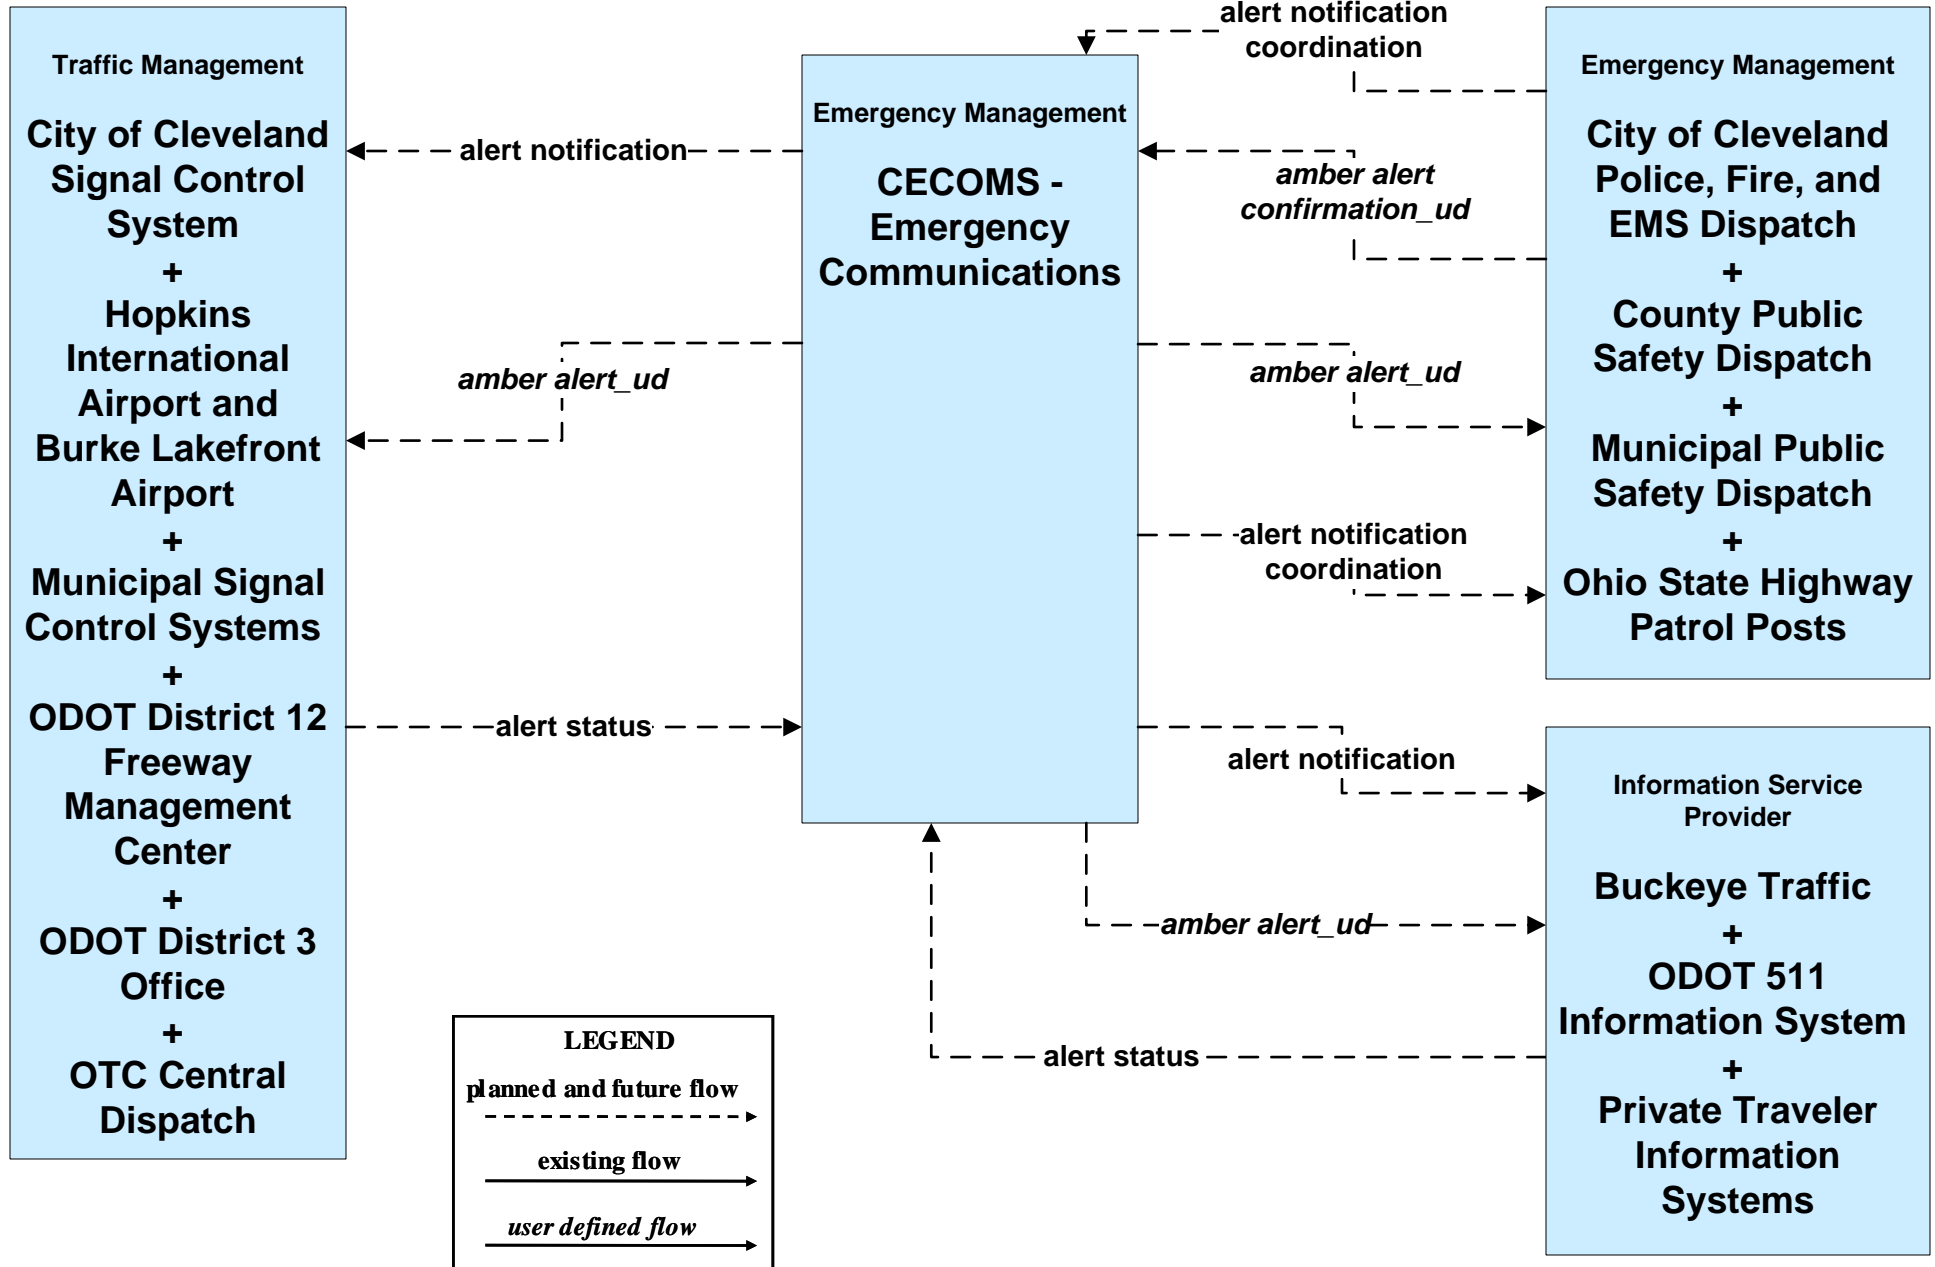 Traffic Management
City of Cleveland
Signal Control
System
+
Hopkins
International
Airport and
Burke Lakefront
Airport
+
Municipal Signal
Control Systems
+
ODOT District 12
Freeway
Management
Center
+
ODOT District 3
Office
+
OTC Central
Dispatch
alert notification
amber alert_ud
alert status
Emergency Management
CECOMS -
Emergency
Communications
alert notification
coordination
amber alert
confirmation_ud
amber alert_ud
alert notification
coordination
alert notification
amber alert_ud
alert status
Emergency Management
City of Cleveland
Police, Fire, and
EMS Dispatch
+
County Public
Safety Dispatch
+
Municipal Public
Safety Dispatch
+
Ohio State Highway
Patrol Posts
Information Service
Provider
Buckeye Traffic
+
ODOT 511
Information System
+
Private Traveler
Information
Systems
LEGEND
planned and future flow
existing flow
user defined flow